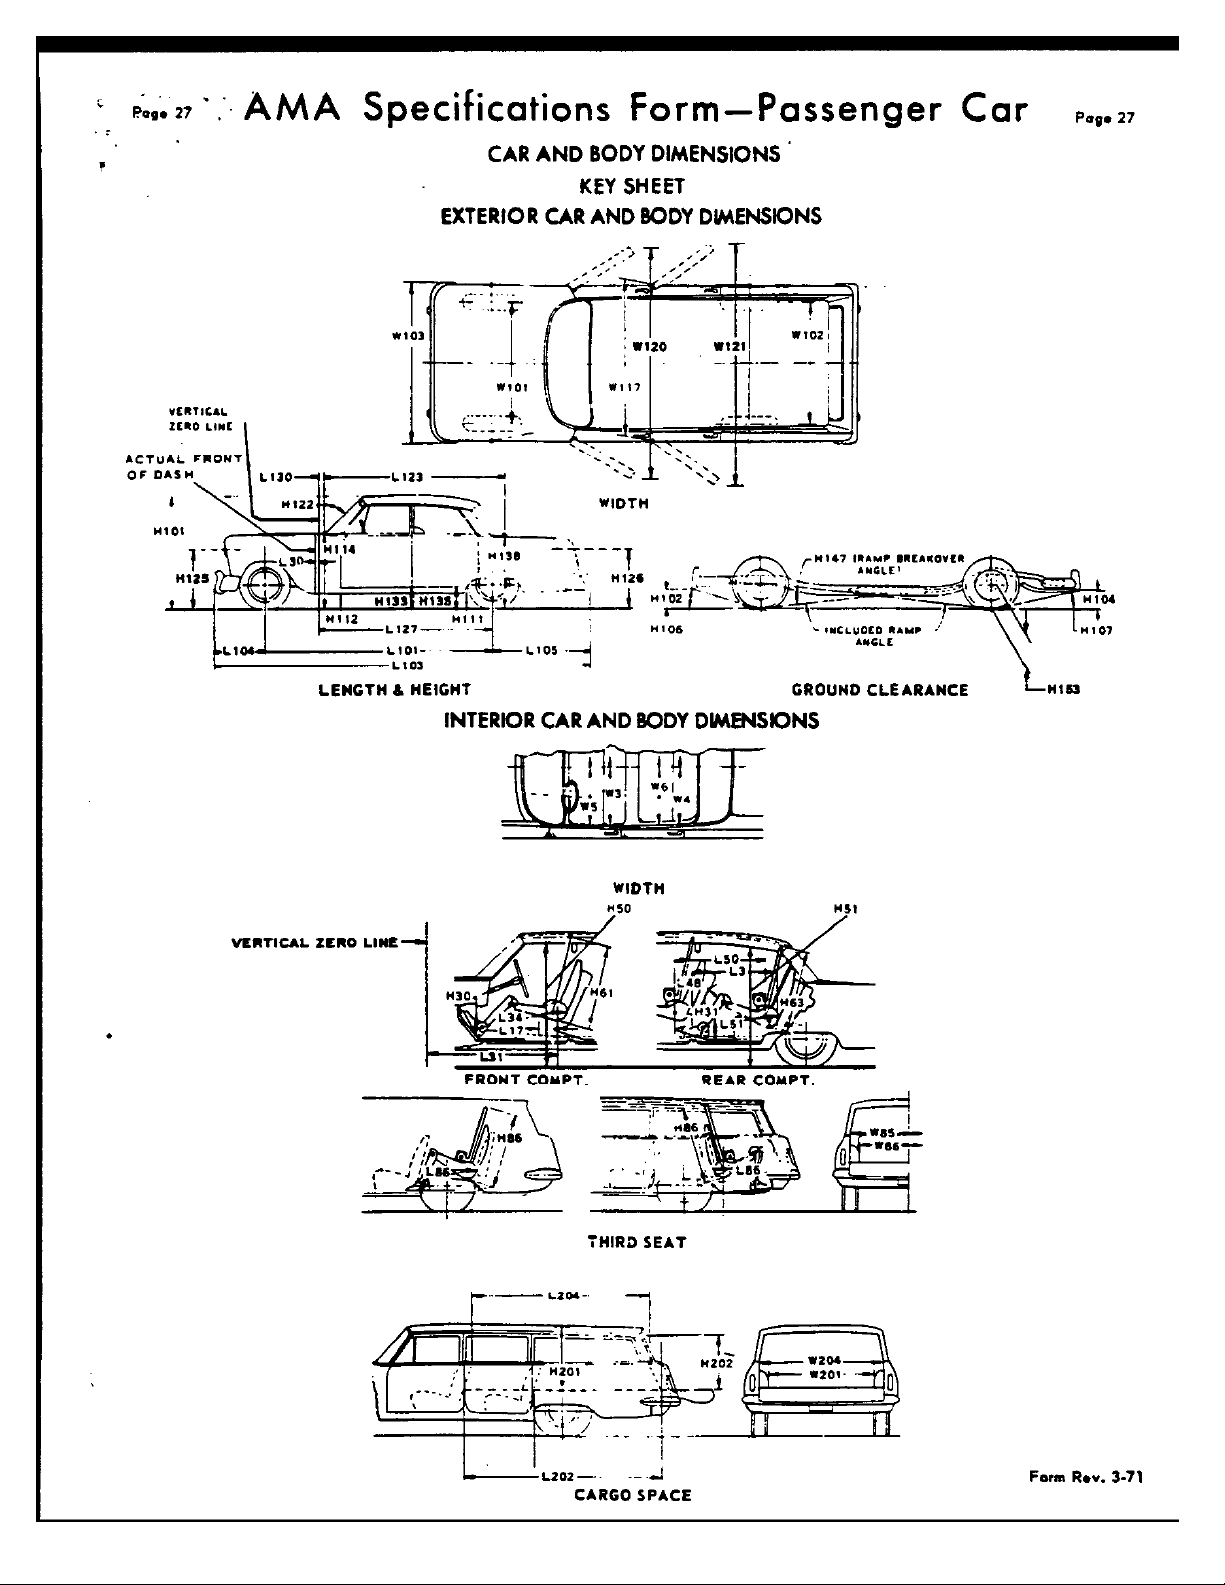 Page 27 AMA Specifications Form—Passenger Car Page 27
CAR AND BODY DIMENSIONS
KEY SHEET
EXTERIOR CAR AND BODY DIMENSIONS
W103
W120
W121
W102
W101
W117
VERTICAL
ZERO LINE
ACTUAL FRONT
OF DASH
L130
L123
H122
WIDTH
H101
H114
L30
H138
H125
H126
H133
H135
H112
H111
L127
L104
L101
L105
L103
LENGTH & HEIGHT
H147 (RAMP BREAKOVER
ANGLE)
H102
H104
H106
INCLUDED RAMP
ANGLE
H107
H153
GROUND CLEARANCE
INTERIOR CAR AND BODY DIMENSIONS
W5
W3
W6
W4
WIDTH
H50
H51
VERTICAL ZERO LINE
L50
L3
L48
H30
H61
H63
L34
H31
L17
L51
L31
FRONT COMPT.
REAR COMPT.
H86
H86
W85
W86
L86
L86
THIRD SEAT
L204
H202
H201
W204
W201
L202
CARGO SPACE
Form Rev. 3-71